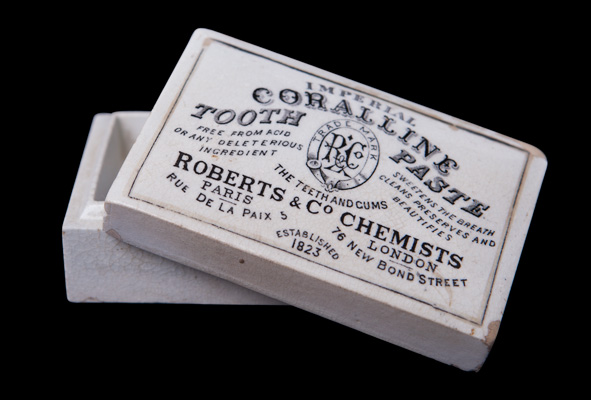 IMPERIAL
CORALLINE
TOOTH PASTE
FREE FROM ACID
OR ANY DELETERIOUS
INGREDIENT
TRADE MARK
R&Co
SWEETENS THE BREATH
CLEANS PRESERVES AND
BEAUTIFIES
THE TEETH AND GUMS
ROBERTS & Co CHEMISTS
PARIS
RUE DE LA PAIX 5
LONDON
76 NEW BOND STREET
ESTABLISHED
1823